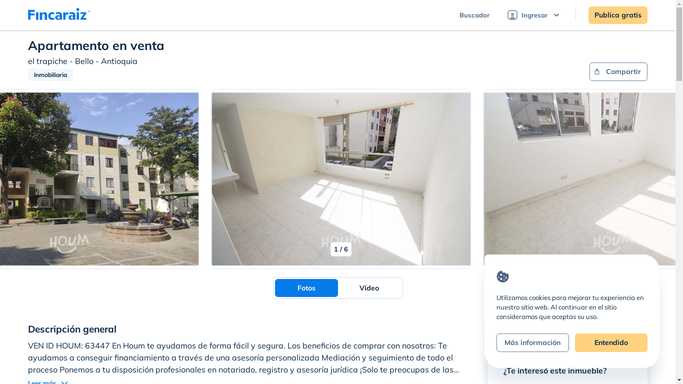 Fincaraiz
Buscador
Ingresar
Publica gratis
Apartamento en venta
el trapiche - Bello - Antioquia
Inmobiliaria
Compartir
HOUM
HOUM
HOUM
1 / 6
Fotos
Video
Utilizamos cookies para mejorar tu experiencia en
nuestro sitio web. Al continuar en el sitio
consideramos que aceptas su uso.
Más información
Entendido
Descripción general
VEN ID HOUM: 63447 En Houm te ayudamos de forma fácil y segura. Los beneficios de comprar con nosotros: Te
ayudamos a conseguir financiamiento a través de una asesoría personalizada Mediación y seguimiento de todo el
proceso Ponemos a tu disposición profesionales en notariado, registro y asesoría jurídica ¡Solo te preocupas de las...
Leer más
¿Te interesó este inmueble?